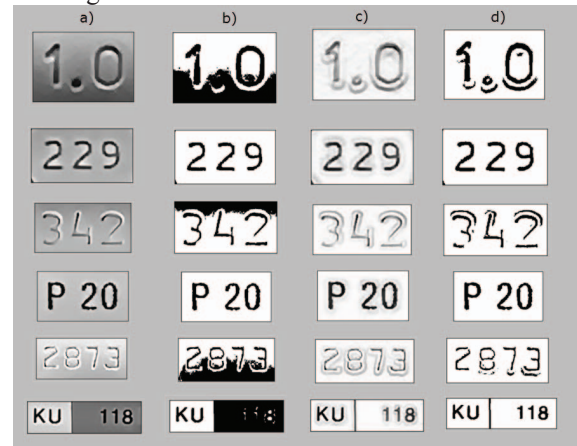 a) b) c) d)
1.0 1.0 1.0 1.0
229 229 229 229
342 342 342 342
P 20 P 20 P 20 P 20
2873 2873 2873 2873
KU 118 KU 118 KU 118 KU 118